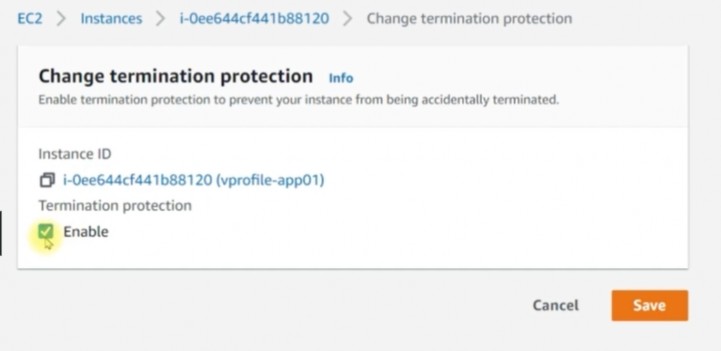 EC2 > Instances > i-0ee644cf441b88120 > Change termination protection
Change termination protection Info
Enable termination protection to prevent your instance from being accidentally terminated.
Instance ID
i-0ee644cf441b88120 (vprofile-app01)
Termination protection
Enable
Cancel Save